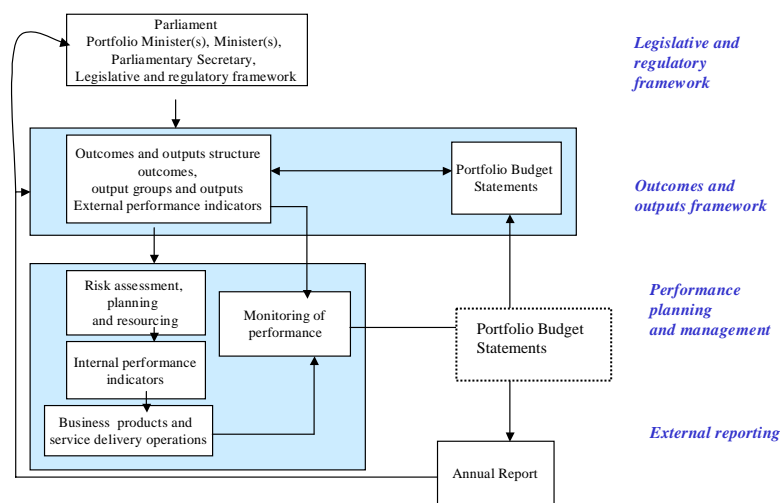 Parliament
Portfolio Minister(s), Minister(s),
Parliamentary Secretary,
Legislative and regulatory framework
Legislative and
regulatory
framework
Outcomes and outputs structure
outcomes,
output groups and outputs
External performance indicators
Portfolio Budget
Statements
Outcomes and
outputs framework
Risk assessment,
planning
and resourcing
Monitoring of
performance
Internal performance
indicators
Business products and
service delivery operations
Portfolio Budget
Statements
Performance
planning
and management
External reporting
Annual Report